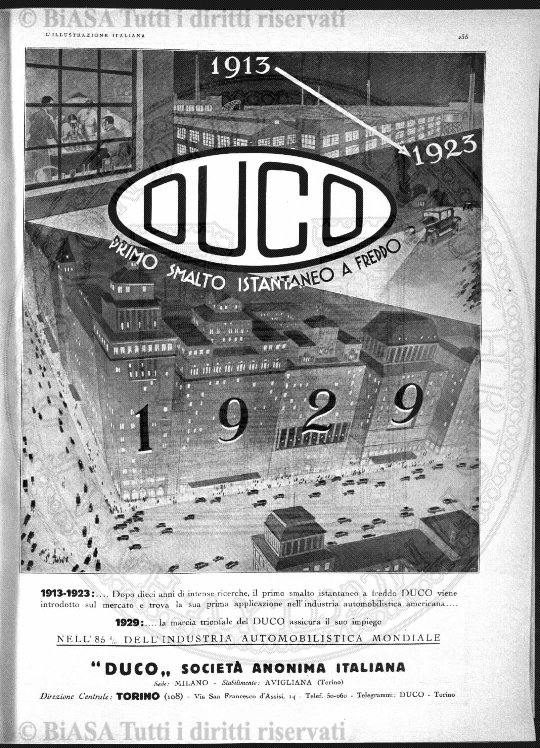 © BiASA Tutti i diritti riservati
L'ILLUSTRAZIONE ITALIANA
1913
1923
DUCO
PRIMO SMALTO ISTANTANEO A FREDDO
1929
1913-1923:.... Dopo dieci anni di intense ricerche, il primo smalto istantaneo a freddo DUCO viene
introdotto sul mercato e trova la sua prima applicazione nell'industria automobilistica americana....
1929:.... la marcia trionfale del DUCO assicura il suo impiego
NELL'85 % DELL'INDUSTRIA AUTOMOBILISTICA MONDIALE
"DUCO„ SOCIETÀ ANONIMA ITALIANA
Sede: MILANO - Stabilimento: AVIGLIANA (Torino)
Direzione Centrale: TORINO (108) - Via San Francesco d'Assisi, 14 - Telef. 50-060 - Telegrammi: DUCO - Torino
© BiASA Tutti i diritti riservati